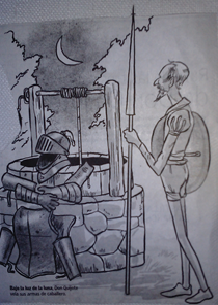 Bajo la luz de la luna, Don Quijote
vela sus armas de caballero.